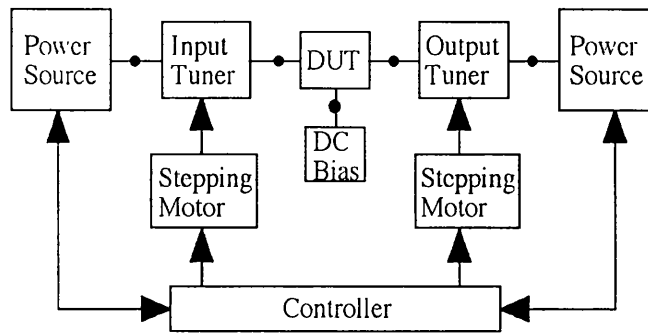 Power
Source
Input
Tuner
DUT
Output
Tuner
Power
Source
DC
Bias
Stepping
Motor
Stepping
Motor
Controller